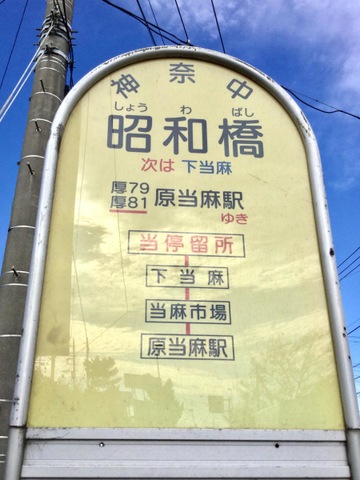 神奈中
しょう わ ばし
昭和橋
次は 下当麻
厚79
厚81 原当麻駅
ゆき
当停留所
下当麻
当麻市場
原当麻駅